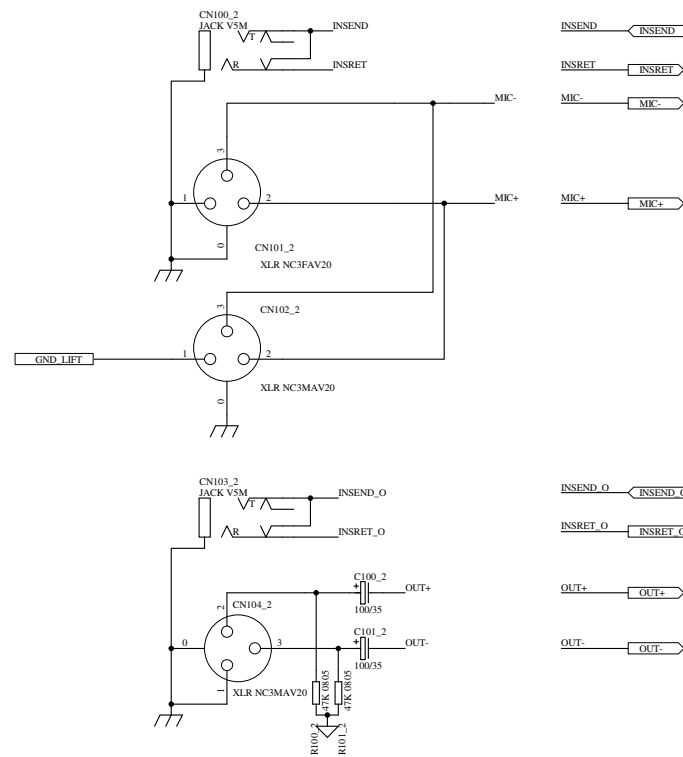 CN100_2
JACK V5M
T
INSEND
INSEND
INSEND
R
INSRET
INSRET
INSRET
MIC-
MIC-
MIC-
3
1
2
MIC+
MIC+
MIC+
0
CN101_2
XLR NC3FAV20
3
CN102_2
GND_LIFT
1
2
0
XLR NC3MAV20
CN103_2
JACK V5M
T
INSEND_O
INSEND_O
INSEND_O
R
INSRET_O
INSRET_O
INSRET_O
C100_2
+
100/35
OUT+
OUT+
OUT+
2
CN104_2
0
3
C101_2
+
100/35
OUT-
OUT-
OUT-
1
XLR NC3MAV20
47K 0805
47K 0805
R100_2
R101_2